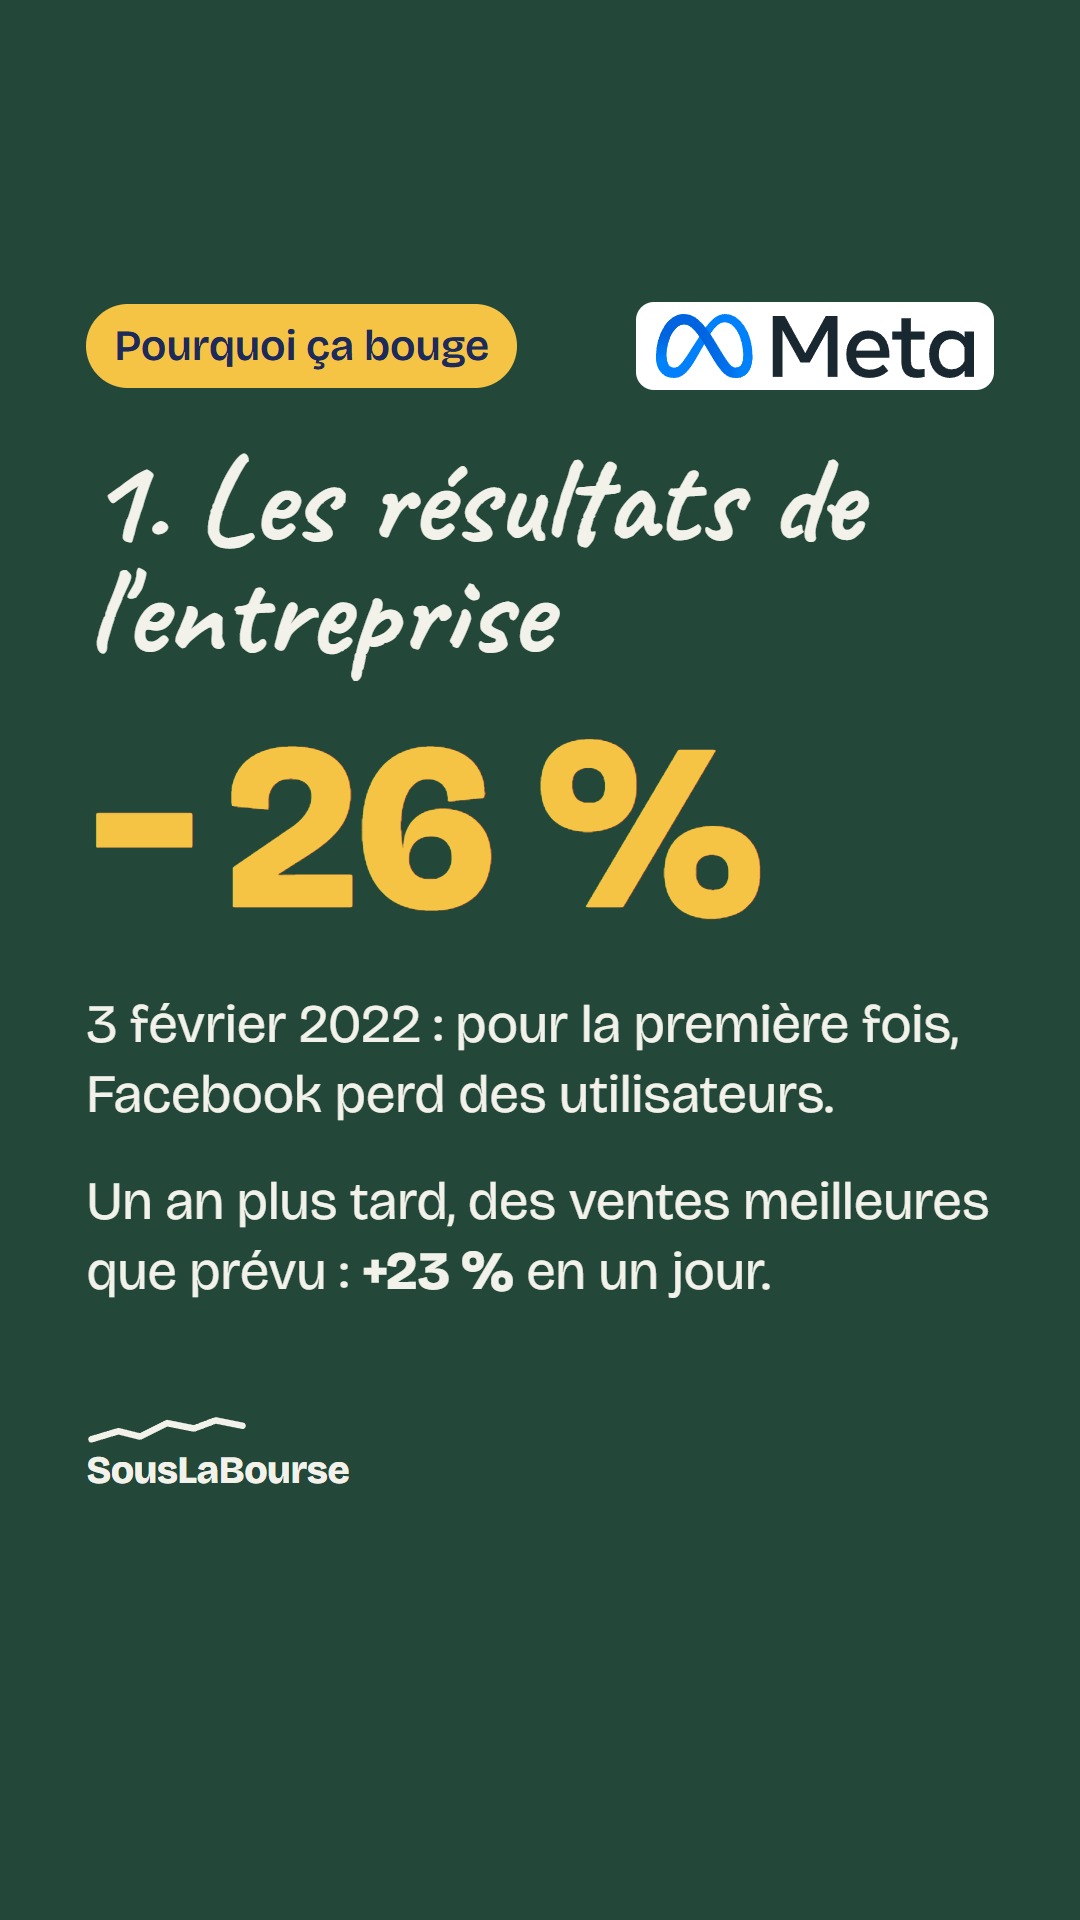 Pourquoi ça bouge
Meta
1. Les résultats de
l'entreprise
-26 %
3 février 2022 : pour la première fois,
Facebook perd des utilisateurs.
Un an plus tard, des ventes meilleures
que prévu : +23 % en un jour.
SousLaBourse